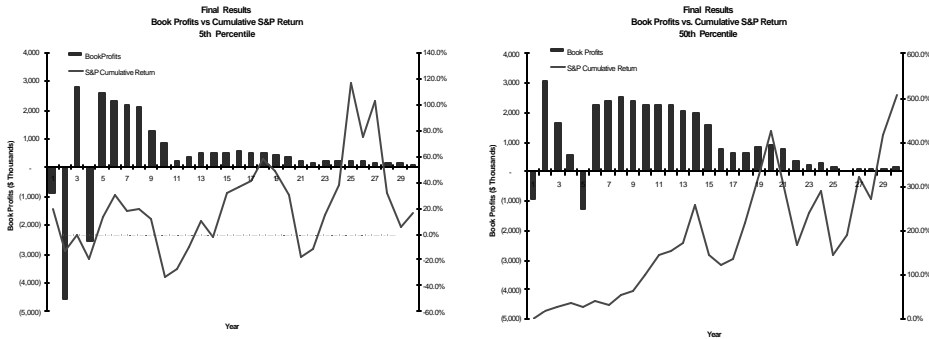 Final Results
Book Profits vs Cumulative S&P Return
5th Percentile
BookProfits
S&P Cumulative Return
4,000
3,000
2,000
1,000
-
(1,000)
(2,000)
(3,000)
(4,000)
(5,000)
Book Profits ($ Thousands)
140.0%
120.0%
100.0%
80.0%
60.0%
40.0%
20.0%
0.0%
-20.0%
-40.0%
-60.0%
1 3 5 7 9 11 13 15 17 19 21 23 25 27 29
Year
Final Results
Book Profits vs. Cumulative S&P Return
50th Percentile
Book Profits
S&P Cumulative Return
4,000
3,000
2,000
1,000
-
(1,000)
(2,000)
(3,000)
(4,000)
(5,000)
Book Profits ($ Thousands)
600.0%
500.0%
400.0%
300.0%
200.0%
100.0%
0.0%
1 3 5 7 9 11 13 15 17 19 21 23 25 27 29
Year